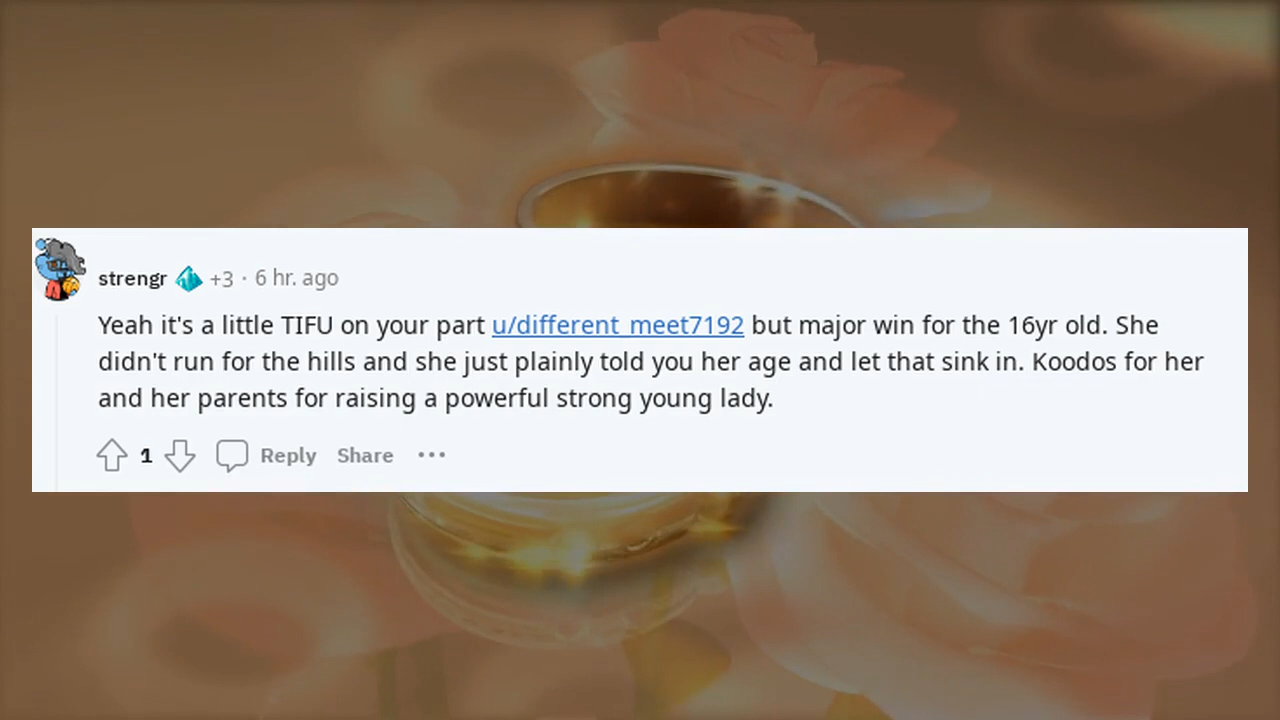 strengr +3 · 6 hr. ago
Yeah it's a little TIFU on your part u/different_meet7192 but major win for the 16yr old. She
didn't run for the hills and she just plainly told you her age and let that sink in. Koodos for her
and her parents for raising a powerful strong young lady.
1 Reply Share ···